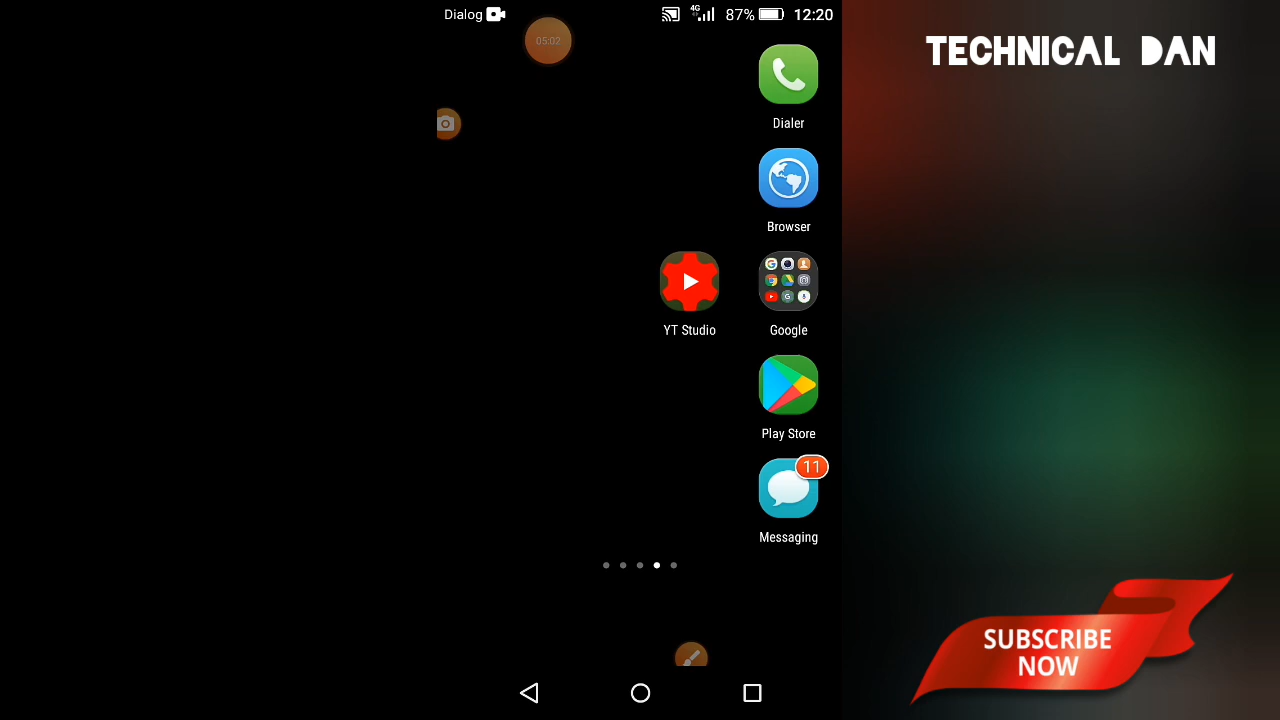 Dialog
4G
87%
12:20
TECHNICAL DAN
05:02
Dialer
Browser
YT Studio
Google
Play Store
11
Messaging
SUBSCRIBE
NOW